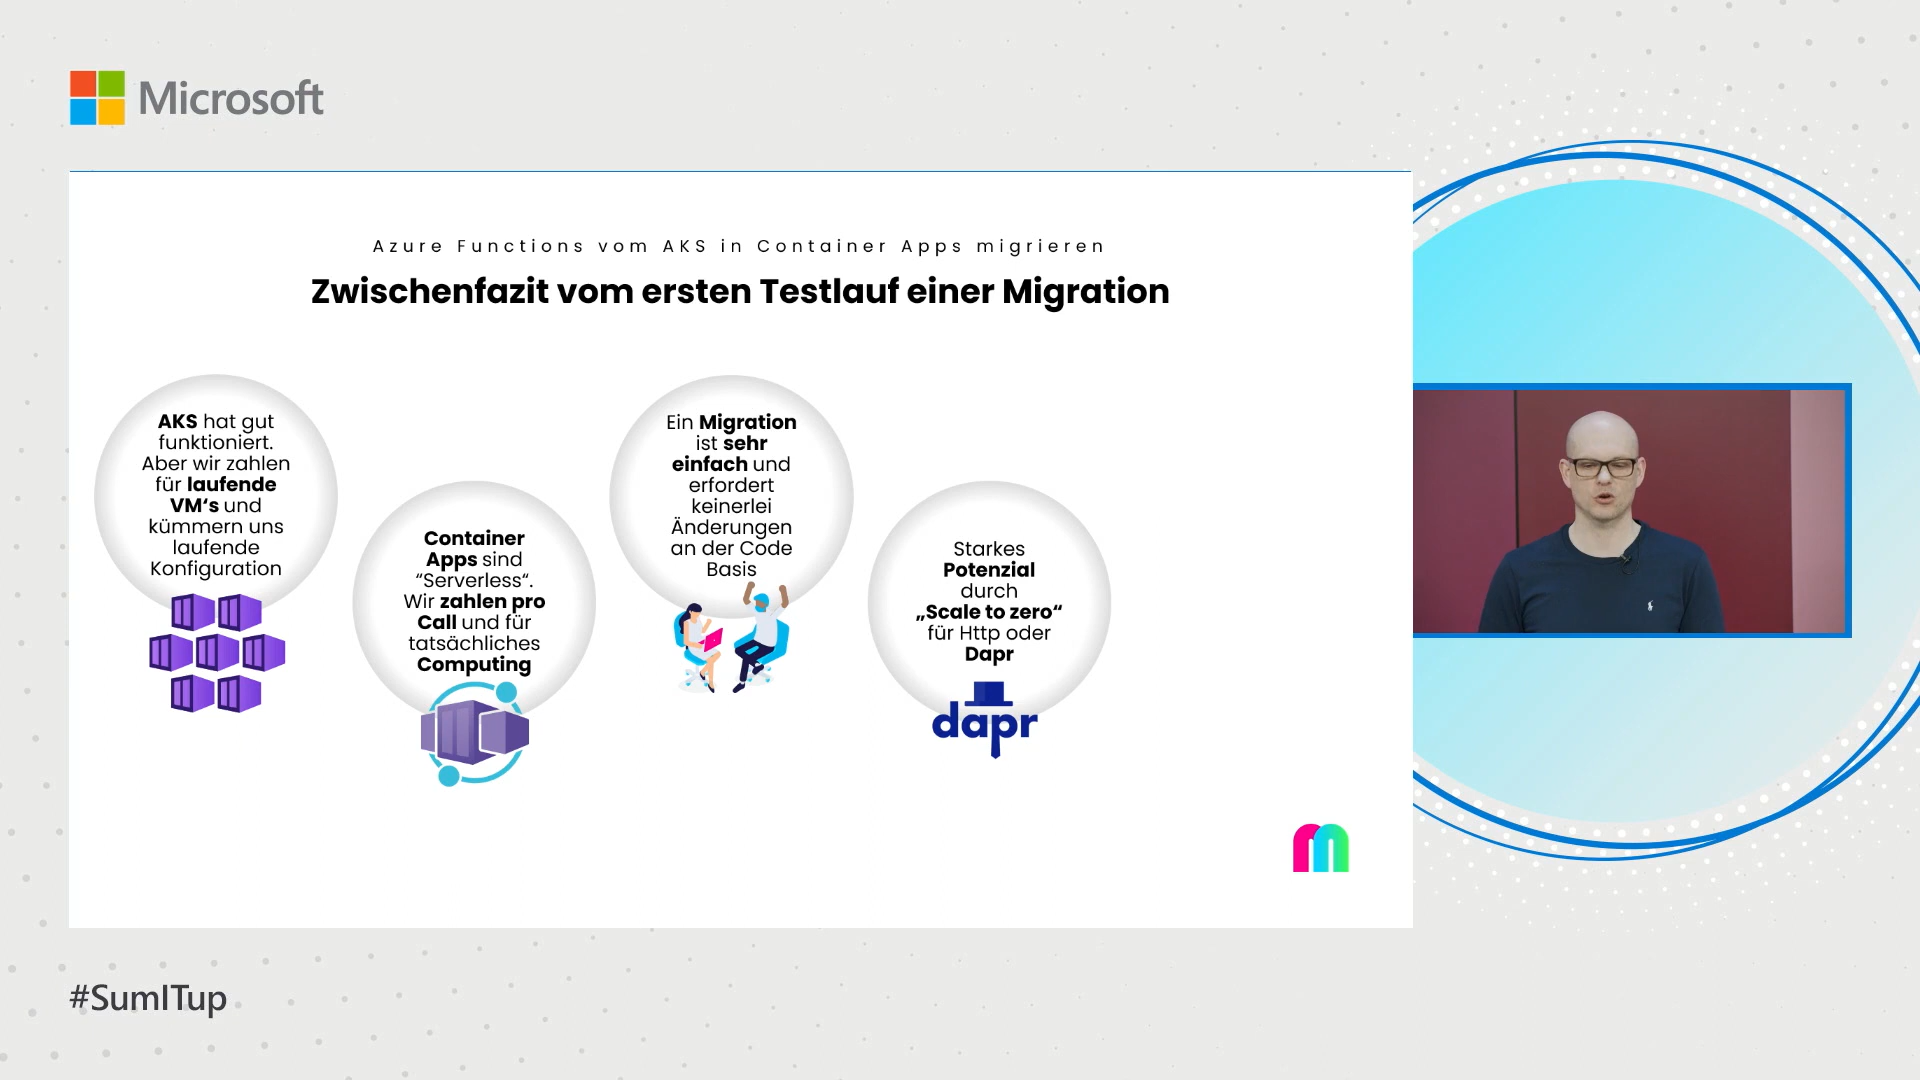 Microsoft
Azure Functions vom AKS in Container Apps migrieren
Zwischenfazit vom ersten Testlauf einer Migration
AKS hat gut
funktioniert.
Aber wir zahlen
für laufende
VM‘s und
kümmern uns
laufende
Konfiguration
Container
Apps sind
“Serverless“.
Wir zahlen pro
Call und für
tatsächliches
Computing
Ein Migration
ist sehr
einfach und
erfordert
keinerlei
Änderungen
an der Code
Basis
Starkes
Potenzial
durch
„Scale to zero“
für Http oder
Dapr
dapr
#SumITup